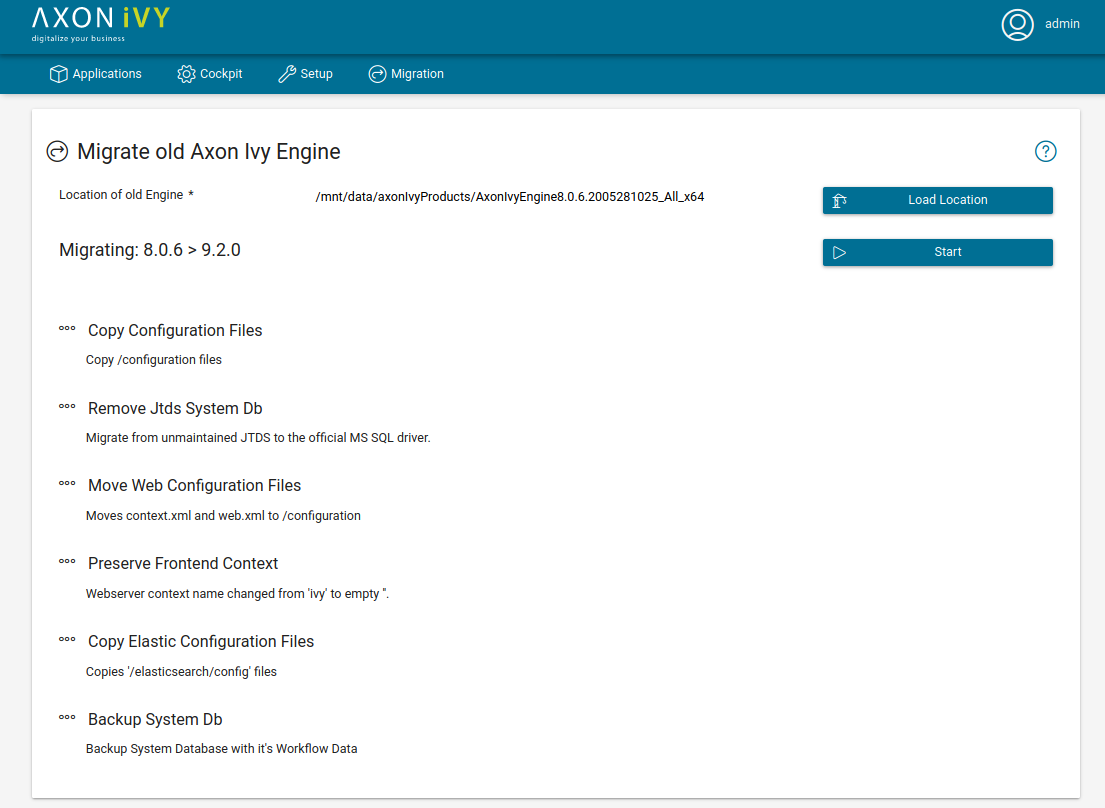 AXON iVY
digitalize your business
admin
Applications Cockpit Setup Migration
Migrate old Axon Ivy Engine ?
Location of old Engine * /mnt/data/axonIvyProducts/AxonIvyEngine8.0.6.2005281025_All_x64 Load Location
Migrating: 8.0.6 > 9.2.0 Start
Copy Configuration Files
Copy /configuration files
Remove Jtds System Db
Migrate from unmaintained JTDS to the official MS SQL driver.
Move Web Configuration Files
Moves context.xml and web.xml to /configuration
Preserve Frontend Context
Webserver context name changed from 'ivy' to empty ''.
Copy Elastic Configuration Files
Copies '/elasticsearch/config' files
Backup System Db
Backup System Database with it's Workflow Data